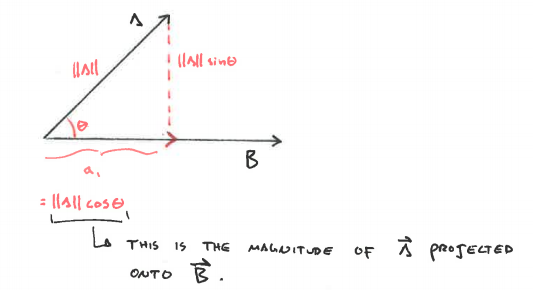 A
||A||
||A|| sinθ
θ
B
a₁
= ||A|| cosθ
THIS IS THE MAGNITUDE OF A⃗ PROJECTED
ONTO B⃗.